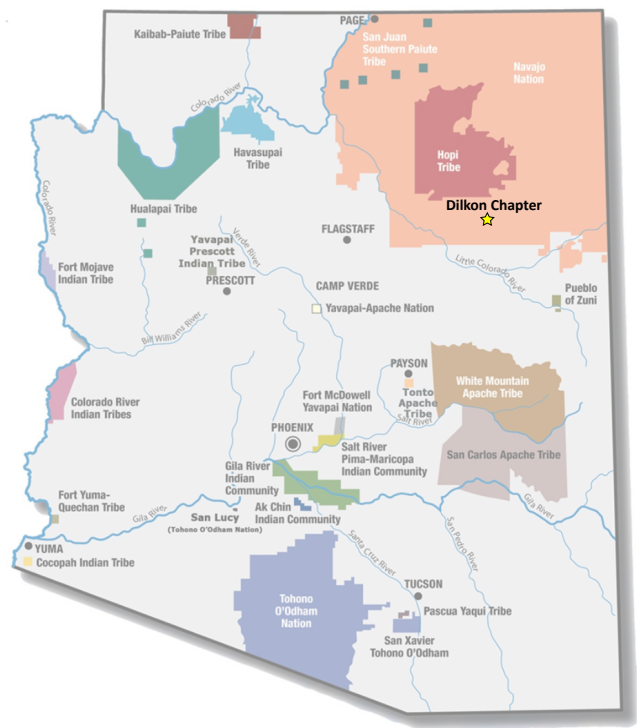 PAGE
Kaibab-Paiute Tribe
San Juan
Southern Paiute
Tribe
Navajo
Nation
Colorado River
Havasupai
Tribe
Hopi
Tribe
Colorado River
Hualapai Tribe
Dilkon Chapter
Verde River
FLAGSTAFF
Yavapai
Prescott
Indian Tribe
PRESCOTT
Fort Mojave
Indian Tribe
Little Colorado River
CAMP VERDE
Yavapai-Apache Nation
Pueblo
of Zuni
Bill Williams River
PAYSON
Tonto
Apache
Tribe
White Mountain
Apache Tribe
Colorado River
Indian Tribes
Fort McDowell
Yavapai Nation
Salt River
PHOENIX
Salt River
Pima-Maricopa
Indian Community
San Carlos Apache Tribe
Gila River
Indian
Community
Fort Yuma-
Quechan Tribe
Gila River
San Lucy
(Tohono O'Odham Nation)
Ak Chin
Indian Community
Gila River
San Pedro River
Santa Cruz River
YUMA
Cocopah Indian Tribe
TUCSON
Tohono
O'Odham
Nation
Pascua Yaqui Tribe
San Xavier
Tohono O'Odham